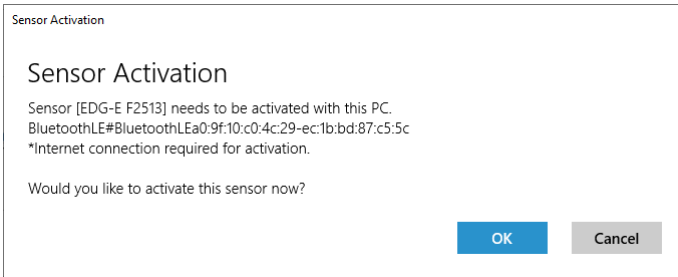 Sensor Activation
Sensor Activation
Sensor [EDG-E F2513] needs to be activated with this PC.
BluetoothLE#BluetoothLEa0:9f:10:c0:4c:29-ec:1b:bd:87:c5:5c
*Internet connection required for activation.
Would you like to activate this sensor now?
OK Cancel